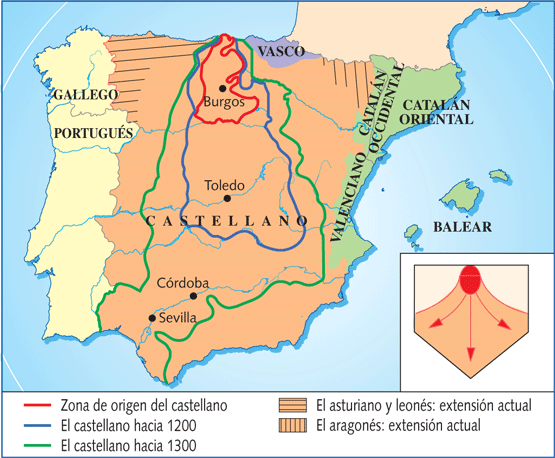 VASCO
GALLEGO
Burgos
CATALÁN
OCCIDENTAL
CATALÁN
ORIENTAL
PORTUGUÉS
Toledo
VALENCIANO
CASTELLANO
BALEAR
Córdoba
Sevilla
Zona de origen del castellano
El castellano hacia 1200
El castellano hacia 1300
El asturiano y leonés: extensión actual
El aragonés: extensión actual